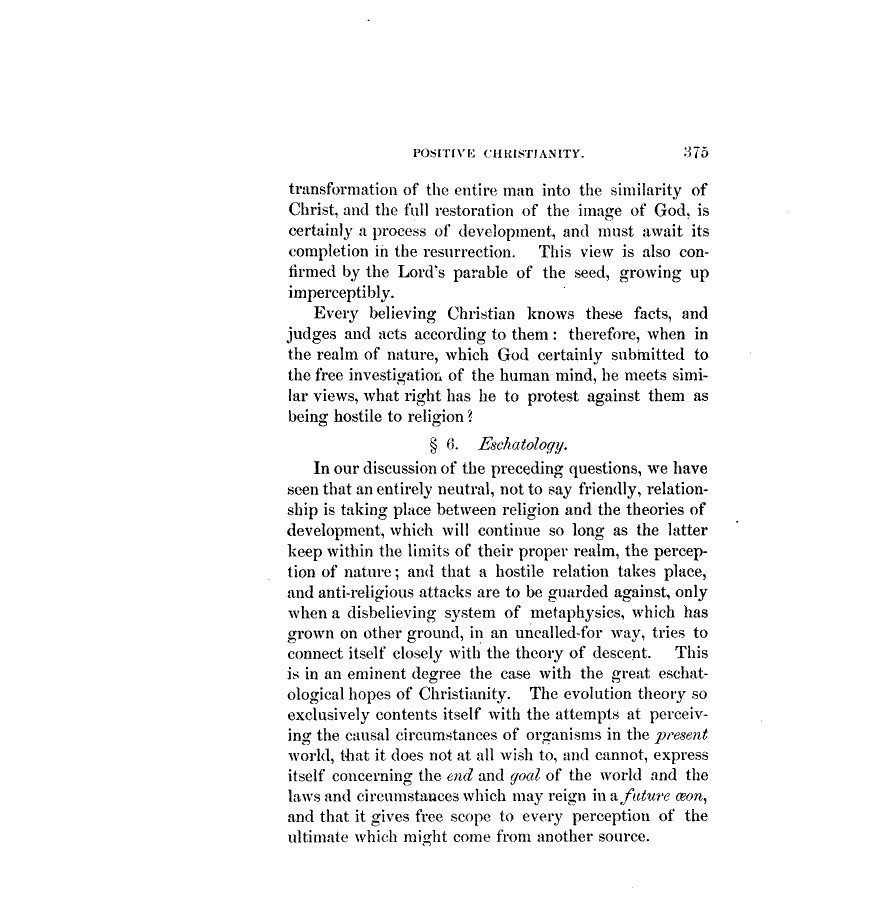 POSITIVE CHRISTIANITY. 375
transformation of the entire man into the similarity of
Christ, and the full restoration of the image of God, is
certainly a process of development, and must await its
completion in the resurrection. This view is also con-
firmed by the Lord's parable of the seed, growing up
imperceptibly.
Every believing Christian knows these facts, and
judges and acts according to them : therefore, when in
the realm of nature, which God certainly submitted to
the free investigation of the human mind, he meets simi-
lar views, what right has he to protest against them as
being hostile to religion ?
§ 6. Eschatology.
In our discussion of the preceding questions, we have
seen that an entirely neutral, not to say friendly, relation-
ship is taking place between religion and the theories of
development, which will continue so long as the latter
keep within the limits of their proper realm, the percep-
tion of nature ; and that a hostile relation takes place,
and anti-religious attacks are to be guarded against, only
when a disbelieving system of metaphysics, which has
grown on other ground, in an uncalled-for way, tries to
connect itself closely with the theory of descent. This
is in an eminent degree the case with the great eschat-
ological hopes of Christianity. The evolution theory so
exclusively contents itself with the attempts at perceiv-
ing the causal circumstances of organisms in the present
world, that it does not at all wish to, and cannot, express
itself concerning the end and goal of the world and the
laws and circumstances which may reign in a future æon,
and that it gives free scope to every perception of the
ultimate which might come from another source.